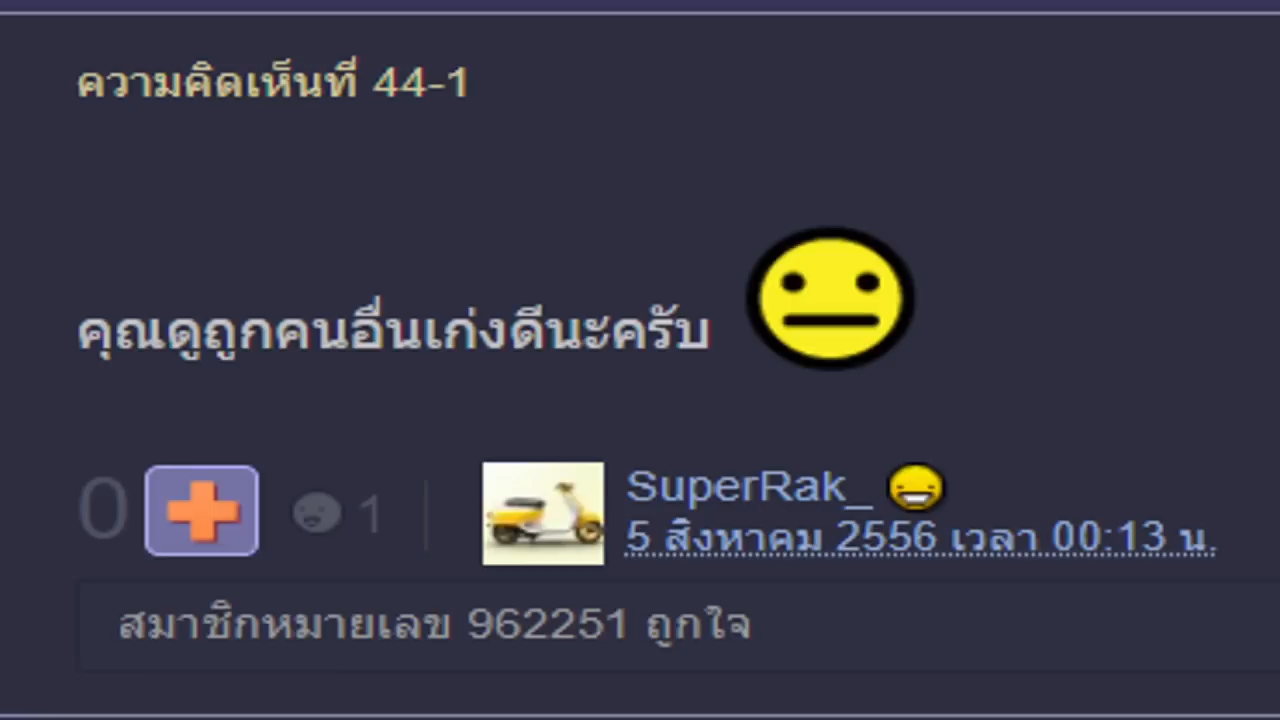 ความคิดเห็นที่ 44-1
คุณดูถูกคนอื่นเก่งดีนะครับ
0 1 SuperRak_
5 สิงหาคม 2556 เวลา 00:13 น.
สมาชิกหมายเลข 962251 ถูกใจ